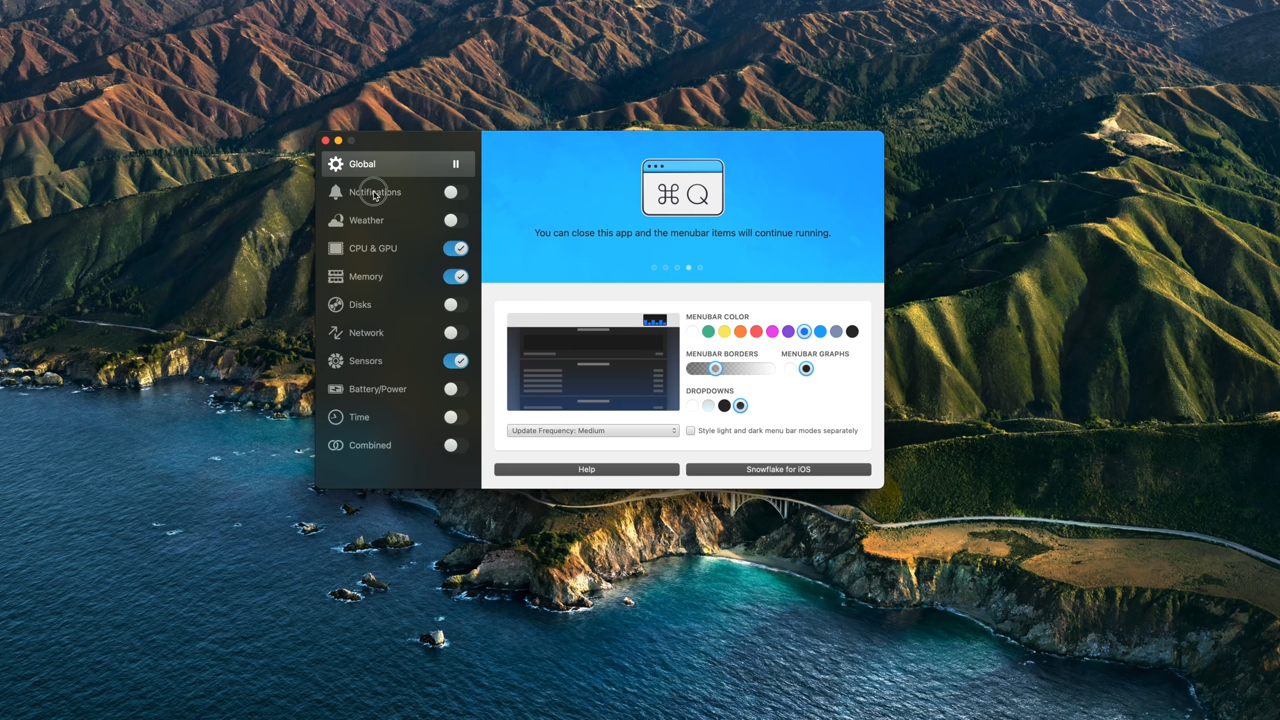 Global
Notifications
Weather
CPU & GPU
Memory
Disks
Network
Sensors
Battery/Power
Time
Combined
⌘ Q
You can close this app and the menubar items will continue running.
MENUBAR COLOR
MENUBAR BORDERS MENUBAR GRAPHS
DROPDOWNS
Update Frequency: Medium
Style light and dark menu bar modes separately
Help
Snowflake for iOS